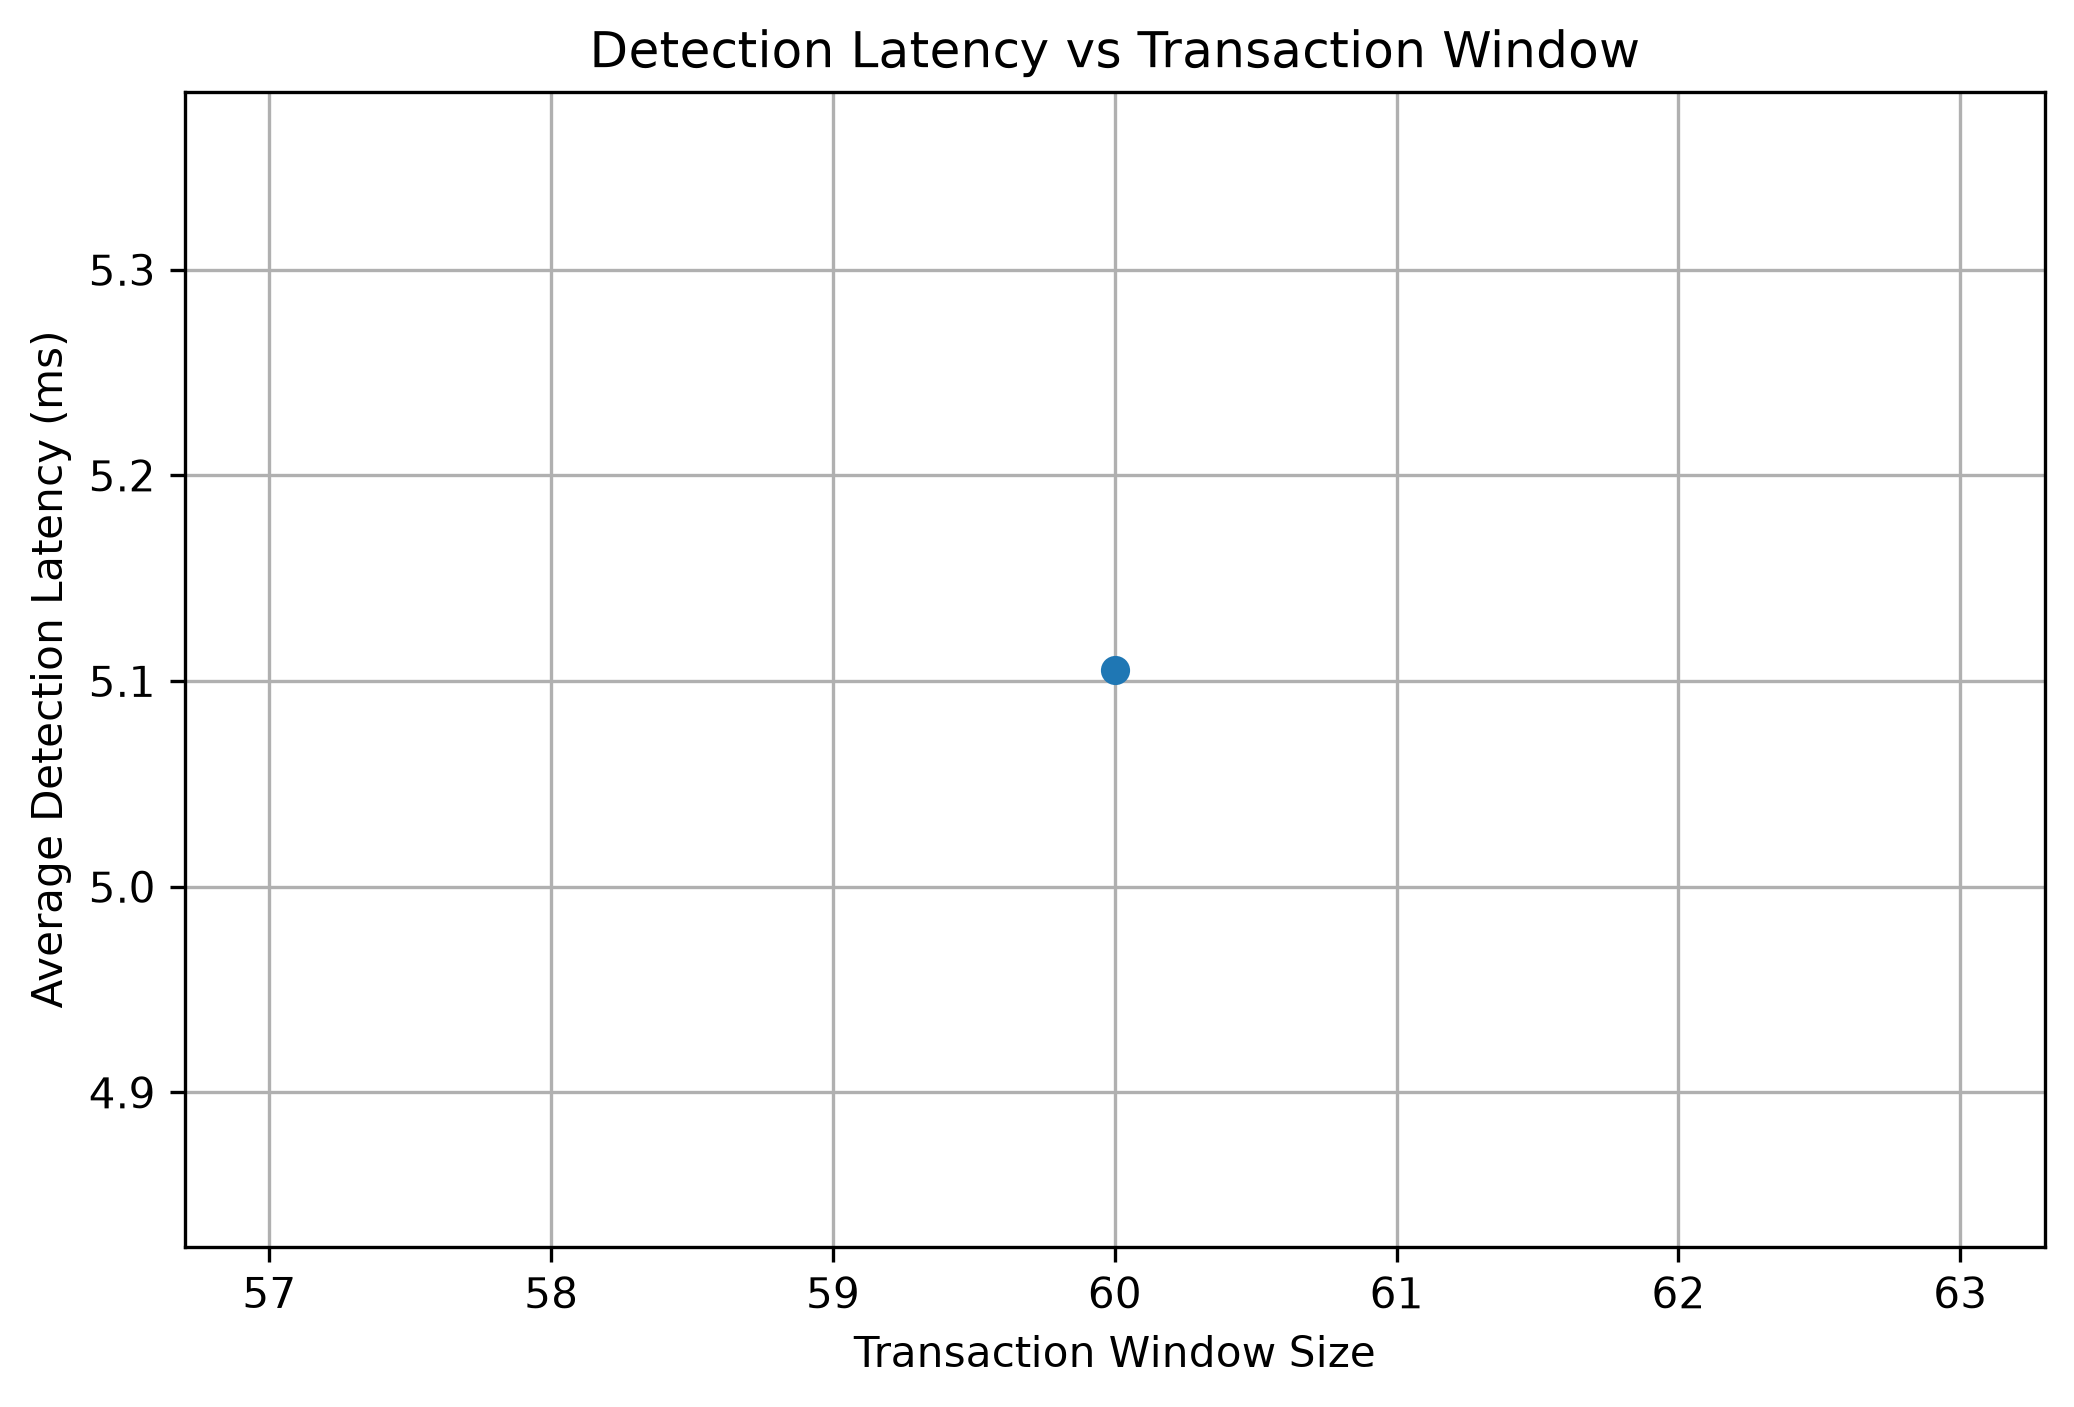 Detection Latency vs Transaction Window
Average Detection Latency (ms)
5.3
5.2
5.1
5.0
4.9
57 58 59 60 61 62 63
Transaction Window Size